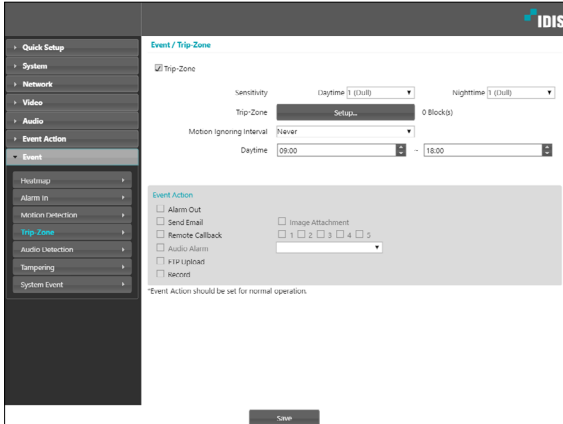 IDIS
Quick Setup
System
Network
Video
Audio
Event Action
Event
Heatmap
Alarm In
Motion Detection
Trip-Zone
Audio Detection
Tampering
System Event
Event / Trip-Zone
Trip-Zone
Sensitivity Daytime 1 (Dull) Nighttime 1 (Dull)
Trip-Zone Setup... 0 Block(s)
Motion Ignoring Interval Never
Daytime 09:00 ~ 18:00
Event Action
Alarm Out
Send Email Image Attachment
Remote Callback 1 2 3 4 5
Audio Alarm
FTP Upload
Record
*Event Action should be set for normal operation.
Save